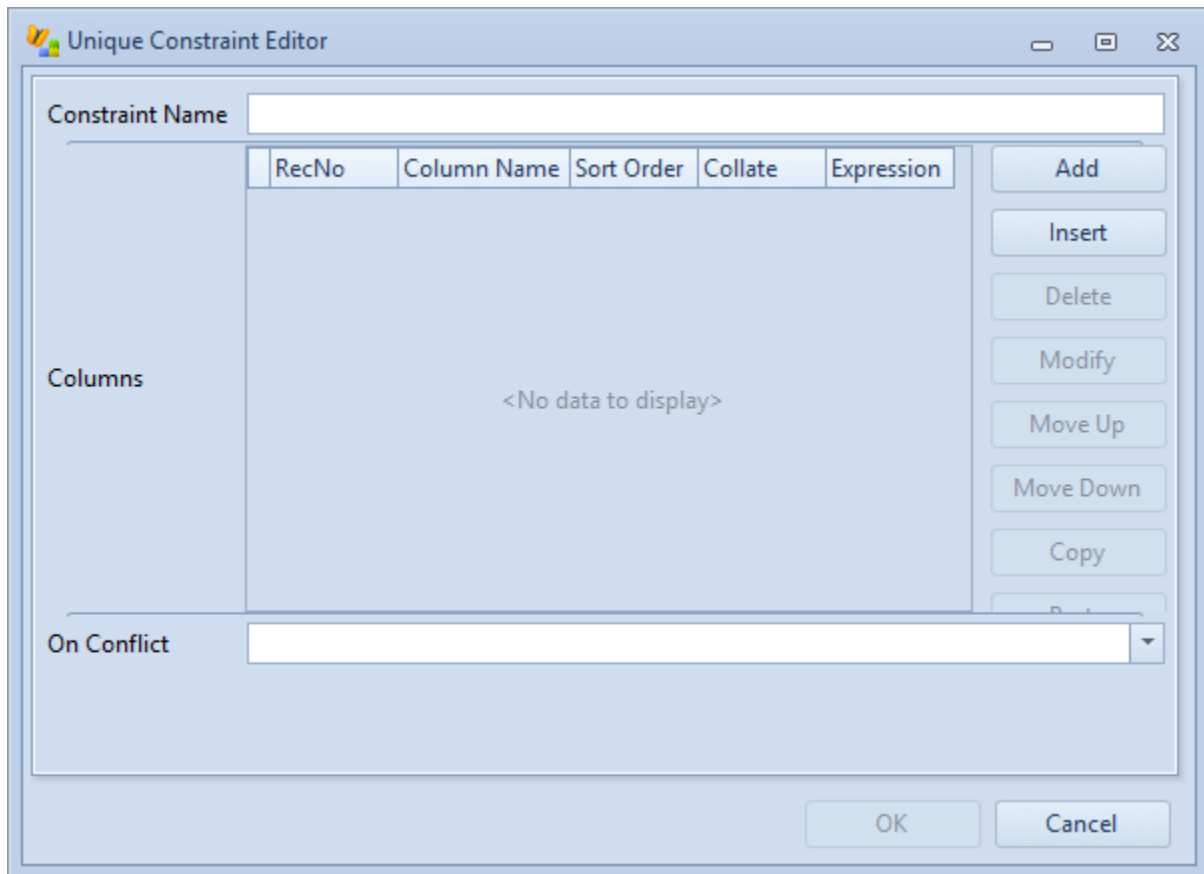 Unique Constraint Editor
Constraint Name
RecNo Column Name Sort Order Collate Expression
Add
Insert
Delete
Modify
Columns
<No data to display>
Move Up
Move Down
Copy
On Conflict
OK Cancel